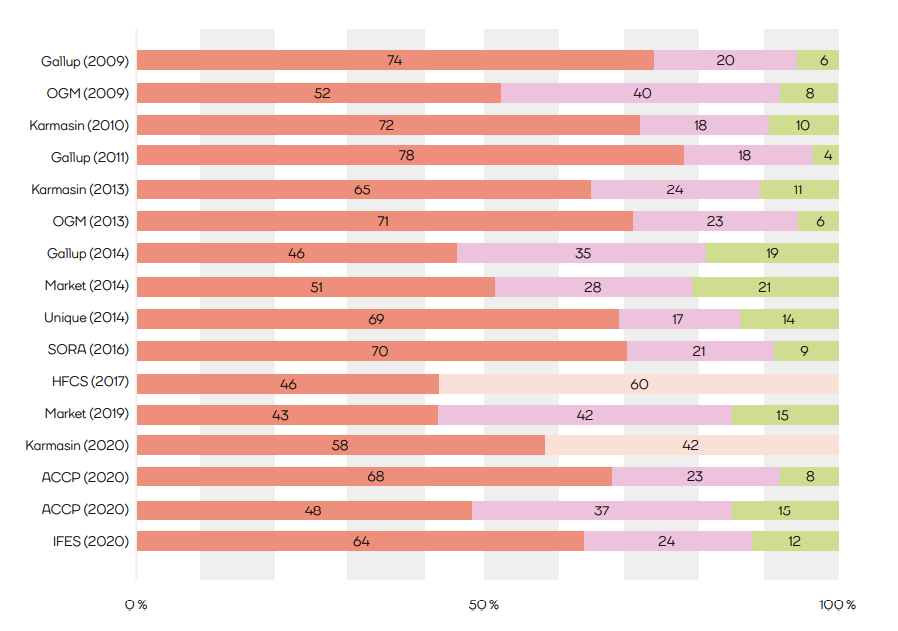 Gallup (2009) 74 20 6
OGM (2009) 52 40 8
Karmasin (2010) 72 18 10
Gallup (2011) 78 18 4
Karmasin (2013) 65 24 11
OGM (2013) 71 23 6
Gallup (2014) 46 35 19
Market (2014) 51 28 21
Unique (2014) 69 17 14
SORA (2016) 70 21 9
HFCS (2017) 46 60
Market (2019) 43 42 15
Karmasin (2020) 58 42
ACCP (2020) 68 23 8
ACCP (2020) 48 37 15
IFES (2020) 64 24 12
0 % 50 % 100 %